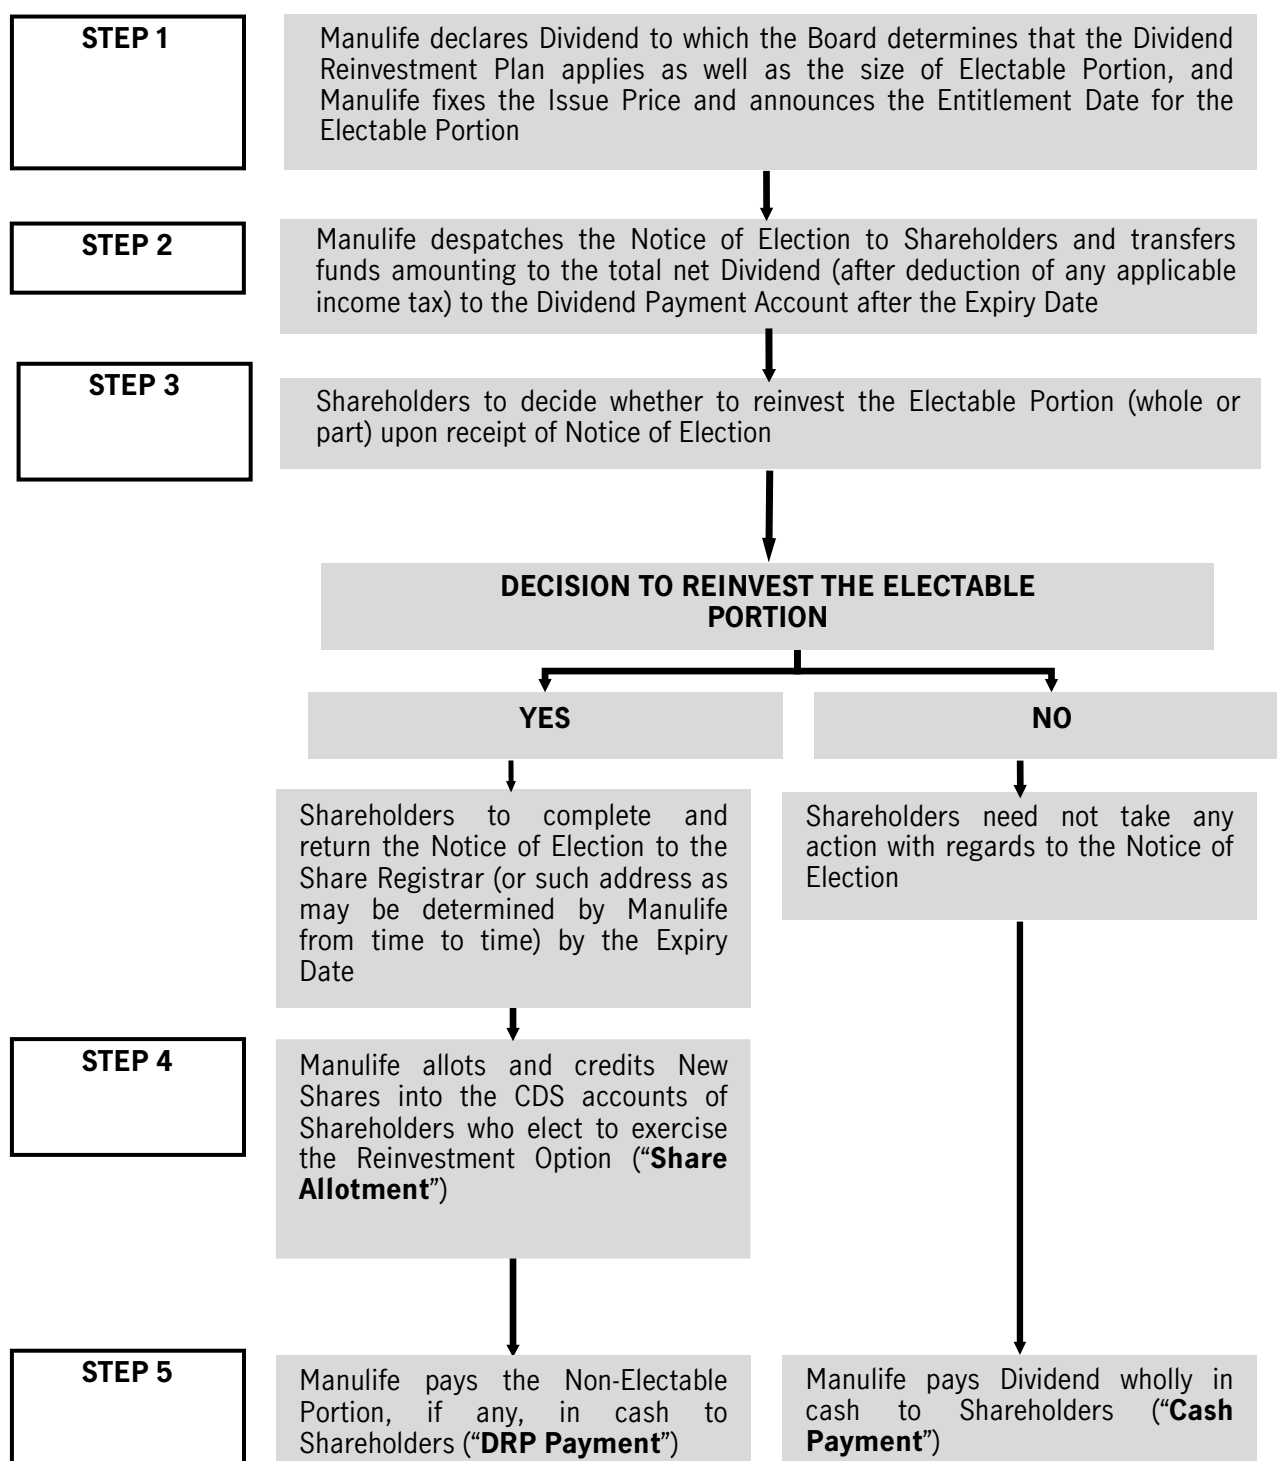 STEP 1
Manulife declares Dividend to which the Board determines that the Dividend
Reinvestment Plan applies as well as the size of Electable Portion, and
Manulife fixes the Issue Price and announces the Entitlement Date for the
Electable Portion
STEP 2
Manulife despatches the Notice of Election to Shareholders and transfers
funds amounting to the total net Dividend (after deduction of any applicable
income tax) to the Dividend Payment Account after the Expiry Date
STEP 3
Shareholders to decide whether to reinvest the Electable Portion (whole or
part) upon receipt of Notice of Election
DECISION TO REINVEST THE ELECTABLE
PORTION
YES
NO
Shareholders to complete and
return the Notice of Election to the
Share Registrar (or such address as
may be determined by Manulife
from time to time) by the Expiry
Date
Shareholders need not take any
action with regards to the Notice of
Election
STEP 4
Manulife allots and credits New
Shares into the CDS accounts of
Shareholders who elect to exercise
the Reinvestment Option (“Share
Allotment”)
STEP 5
Manulife pays the Non-Electable
Portion, if any, in cash to
Shareholders (“DRP Payment”)
Manulife pays Dividend wholly in
cash to Shareholders (“Cash
Payment”)